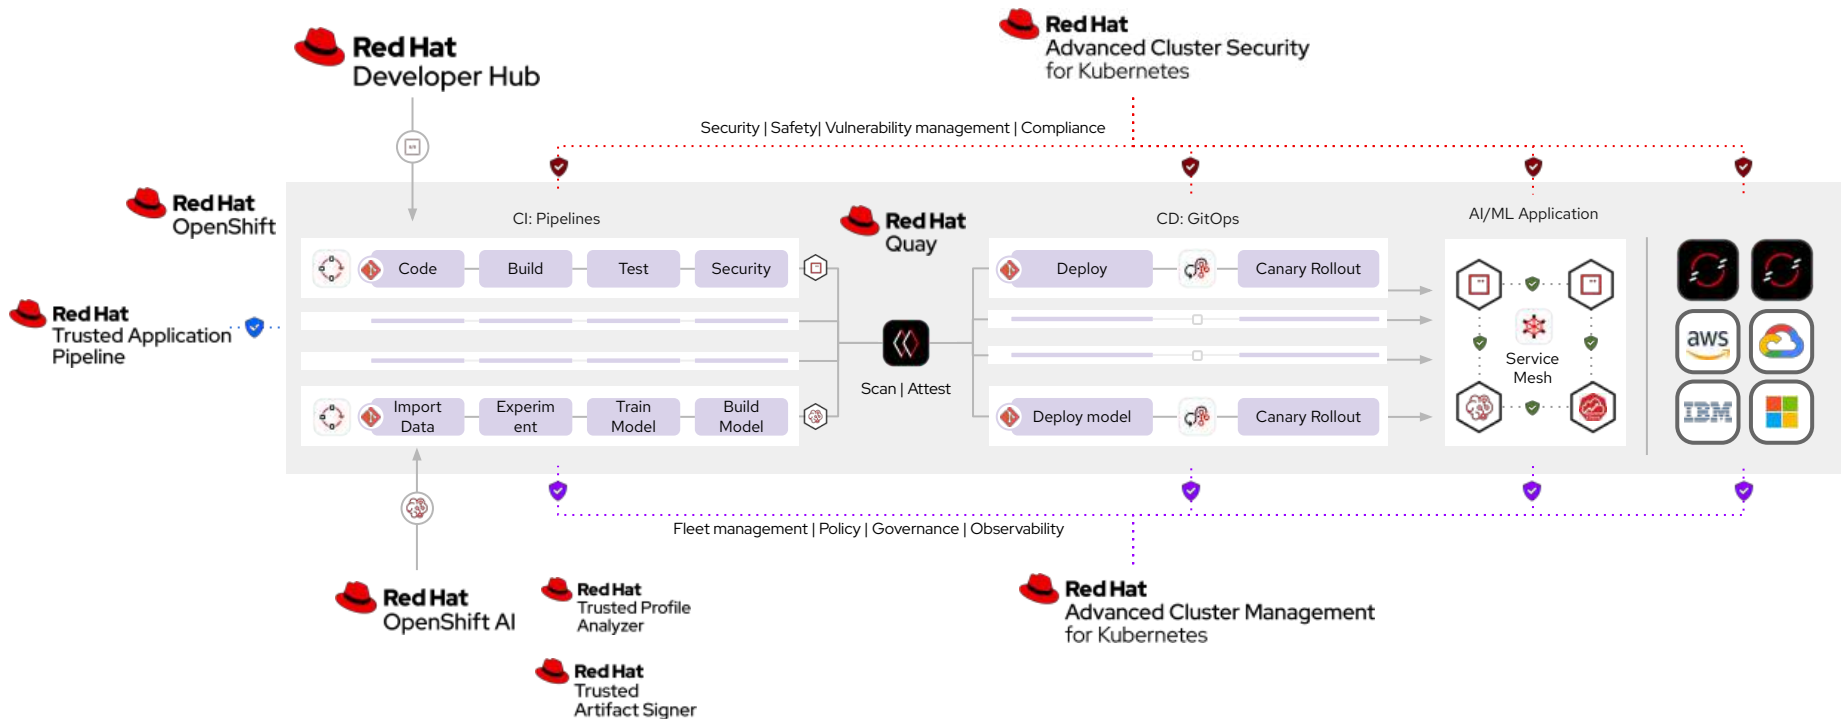 Red Hat
Developer Hub
Red Hat
Advanced Cluster Security
for Kubernetes
Security | Safety| Vulnerability management | Compliance
Red Hat
OpenShift
CI: Pipelines
Red Hat
Quay
CD: GitOps
AI/ML Application
Code
Build
Test
Security
Deploy
Canary Rollout
Red Hat
Trusted Application
Pipeline
Scan | Attest
Service
Mesh
aws
Import
Data
Experim
ent
Train
Model
Build
Model
Deploy model
Canary Rollout
IBM
Fleet management | Policy | Governance | Observability
Red Hat
OpenShift AI
Red Hat
Trusted Profile
Analyzer
Red Hat
Advanced Cluster Management
for Kubernetes
Red Hat
Trusted
Artifact Signer